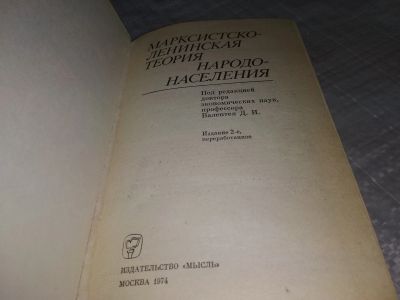 МАРКСИСТСКО-
ЛЕНИНСКАЯ
ТЕОРИЯ
НАРОДО-
НАСЕЛЕНИЯ
Под редакцией
доктора
экономических наук,
профессора
Валентея Д. И.
Издание 2-е,
переработанное
ИЗДАТЕЛЬСТВО «МЫСЛЬ»
МОСКВА 1974